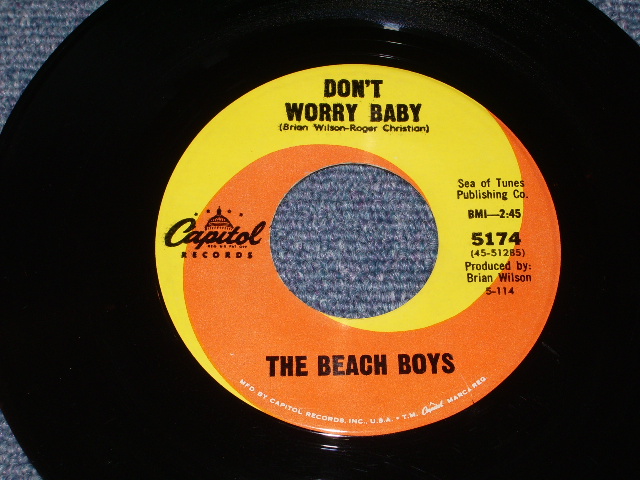 DON'T
WORRY BABY
(Brian Wilson-Roger Christian)
Sea of Tunes
Publishing Co.
BMI—2:45
5174
(45-51285)
Produced by:
Brian Wilson
S-114
Capitol
RECORDS
THE BEACH BOYS
MFD. BY CAPITOL RECORDS, INC., U.S.A. • T.M. Capitol MARCA REG.